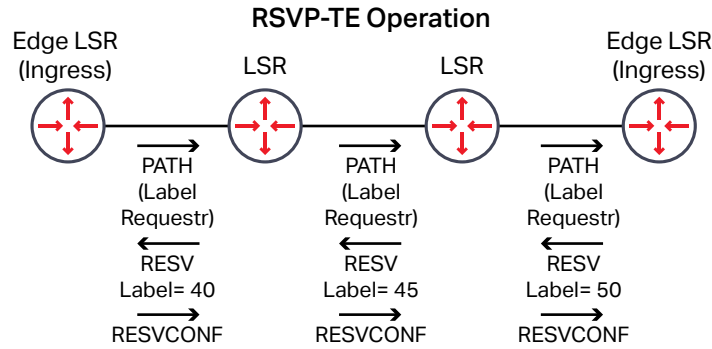 RSVP-TE Operation
Edge LSR
(Ingress)
LSR
LSR
Edge LSR
(Ingress)
PATH
(Label
Requestr)
RESV
Label= 40
RESVCONF
PATH
(Label
Requestr)
RESV
Label= 45
RESVCONF
PATH
(Label
Requestr)
RESV
Label= 50
RESVCONF